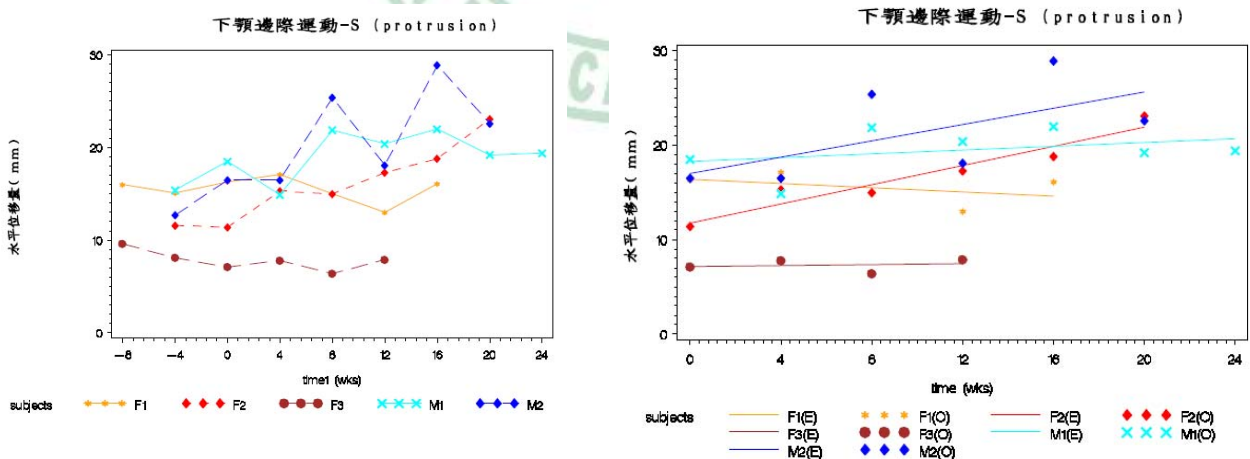 下顎邊際運動-S (protrusion)
水平位移量(mm)
30
20
10
0
-8 -4 0 4 8 12 16 20 24
time1 (wks)
subjects F1 F2 F3 M1 M2
下顎邊際運動-S (protrusion)
水平位移量(mm)
30
20
10
0
0 4 8 12 16 20 24
time (wks)
subjects F1(E) F1(O) F2(E) F2(O)
F3(E) F3(O) M1(E) M1(O)
M2(E) M2(O)